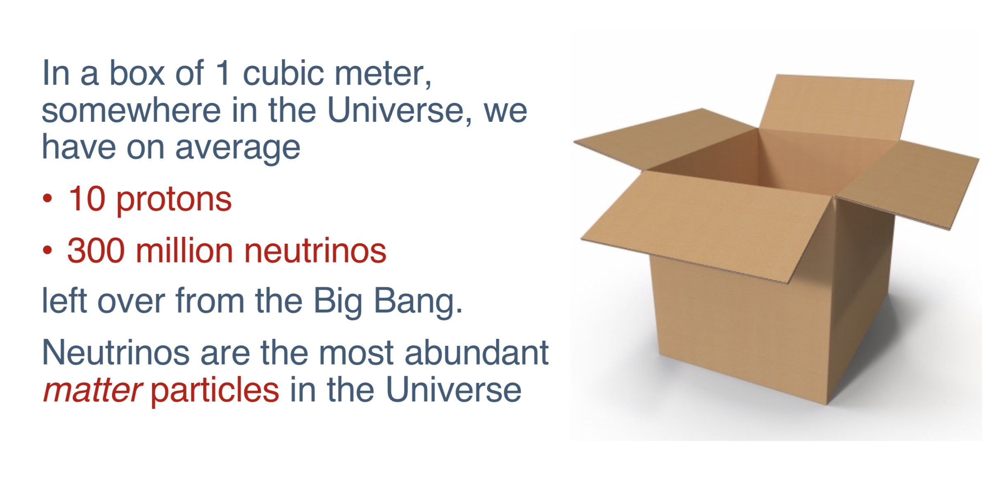 In a box of 1 cubic meter,
somewhere in the Universe, we
have on average
• 10 protons
• 300 million neutrinos
left over from the Big Bang.
Neutrinos are the most abundant
matter particles in the Universe